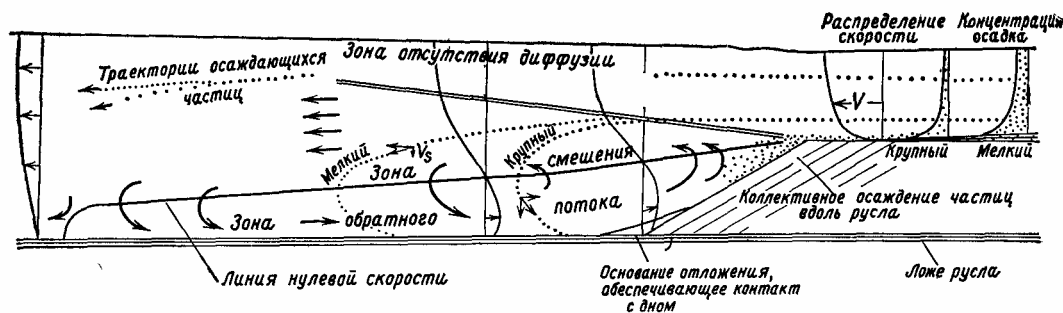 Распределение
скорости
Концентрация
осадка
Зона отсутствия диффузии
Траектории осаждающихся
частиц
V
Мелкий
Vs
Крупный
Зона
смешения
Зона
обратного
потока
Крупный
Мелкий
Коллективное осаждение частиц
вдоль русла
Линия нулевой скорости
Основание отложения,
обеспечивающее контакт
с дном
Ложе русла